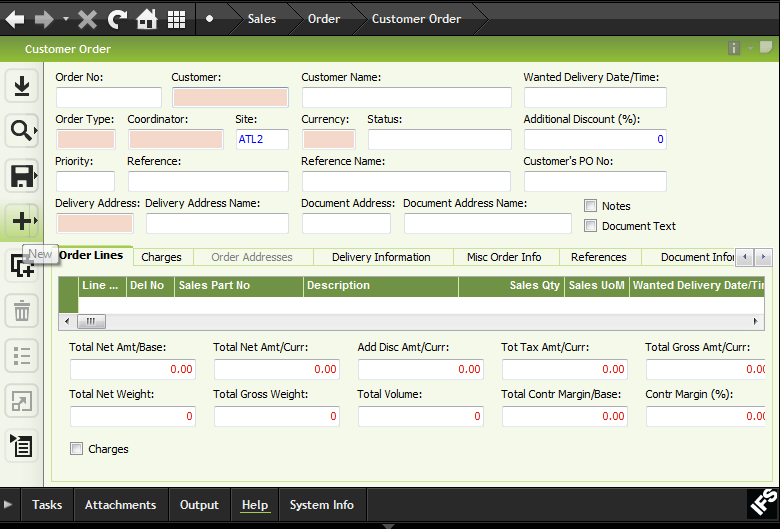 Sales Order Customer Order
Customer Order
Order No: Customer: Customer Name: Wanted Delivery Date/Time:
Order Type: Coordinator: Site: Currency: Status: Additional Discount (%):
ATL2 0
Priority: Reference: Reference Name: Customer's PO No:
Delivery Address: Delivery Address Name: Document Address: Document Address Name: Notes
Document Text
New
Order Lines Charges Order Addresses Delivery Information Misc Order Info References Document Infor
Line ... Del No Sales Part No Description Sales Qty Sales UoM Wanted Delivery Date/Tin
Total Net Amt/Base: Total Net Amt/Curr: Add Disc Amt/Curr: Tot Tax Amt/Curr: Total Gross Amt/Curr:
0.00 0.00 0.00 0.00 0.00
Total Net Weight: Total Gross Weight: Total Volume: Total Contr Margin/Base: Contr Margin (%):
0 0 0 0.00 0.00
Charges
Tasks Attachments Output Help System Info IFS